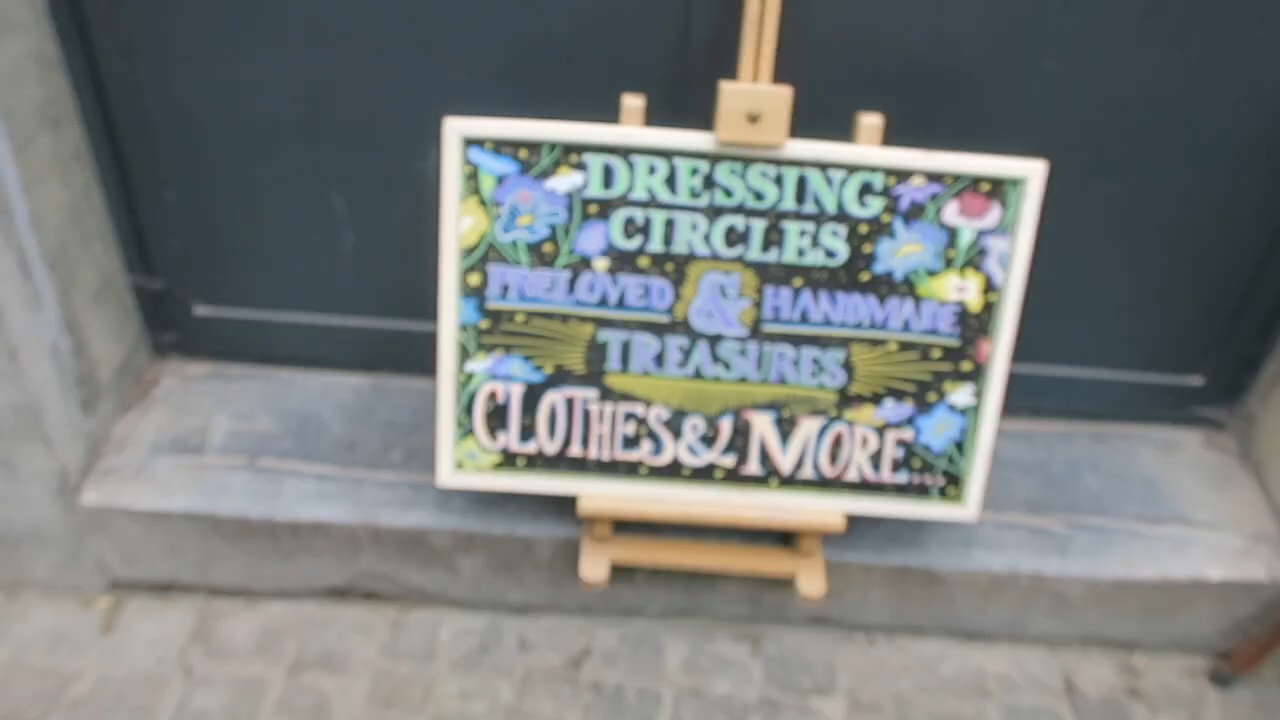 DRESSING
CIRCLES
PRELOVED & HANDMADE
TREASURES
CLOTHES & MORE...